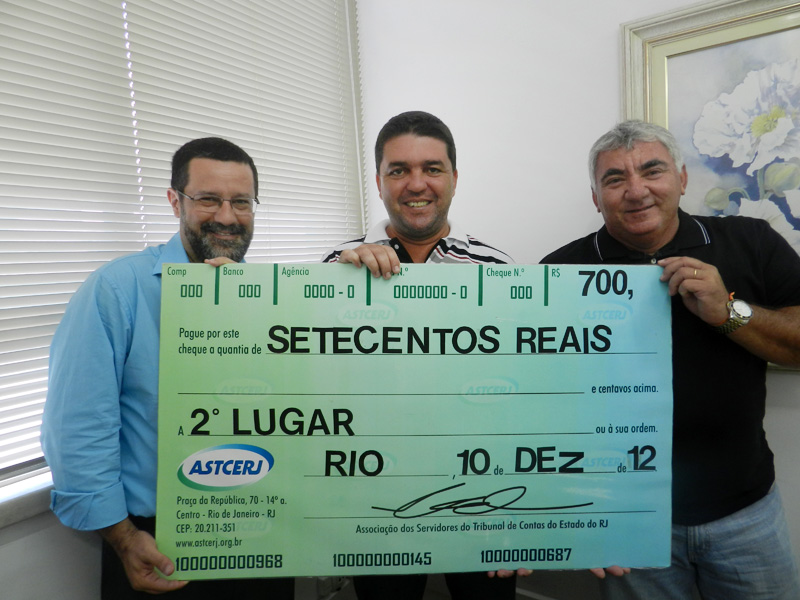 Comp Banco Agência N.º Cheque N.º R$ 700,
000 000 0000 - 0 0000000 - 0 000
Pague por este
cheque a quantia de SETECENTOS REAIS
e centavos acima.
A 2° LUGAR ou à sua ordem.
ASTCERJ
RIO , 10 de DEZ de 12
Praça da República, 70 - 14º a.
Centro - Rio de Janeiro - RJ
CEP: 20.211-351
www.astcerj.org.br
Associação dos Servidores do Tribunal de Contas do Estado do RJ
100000000968 100000000145 10000000687